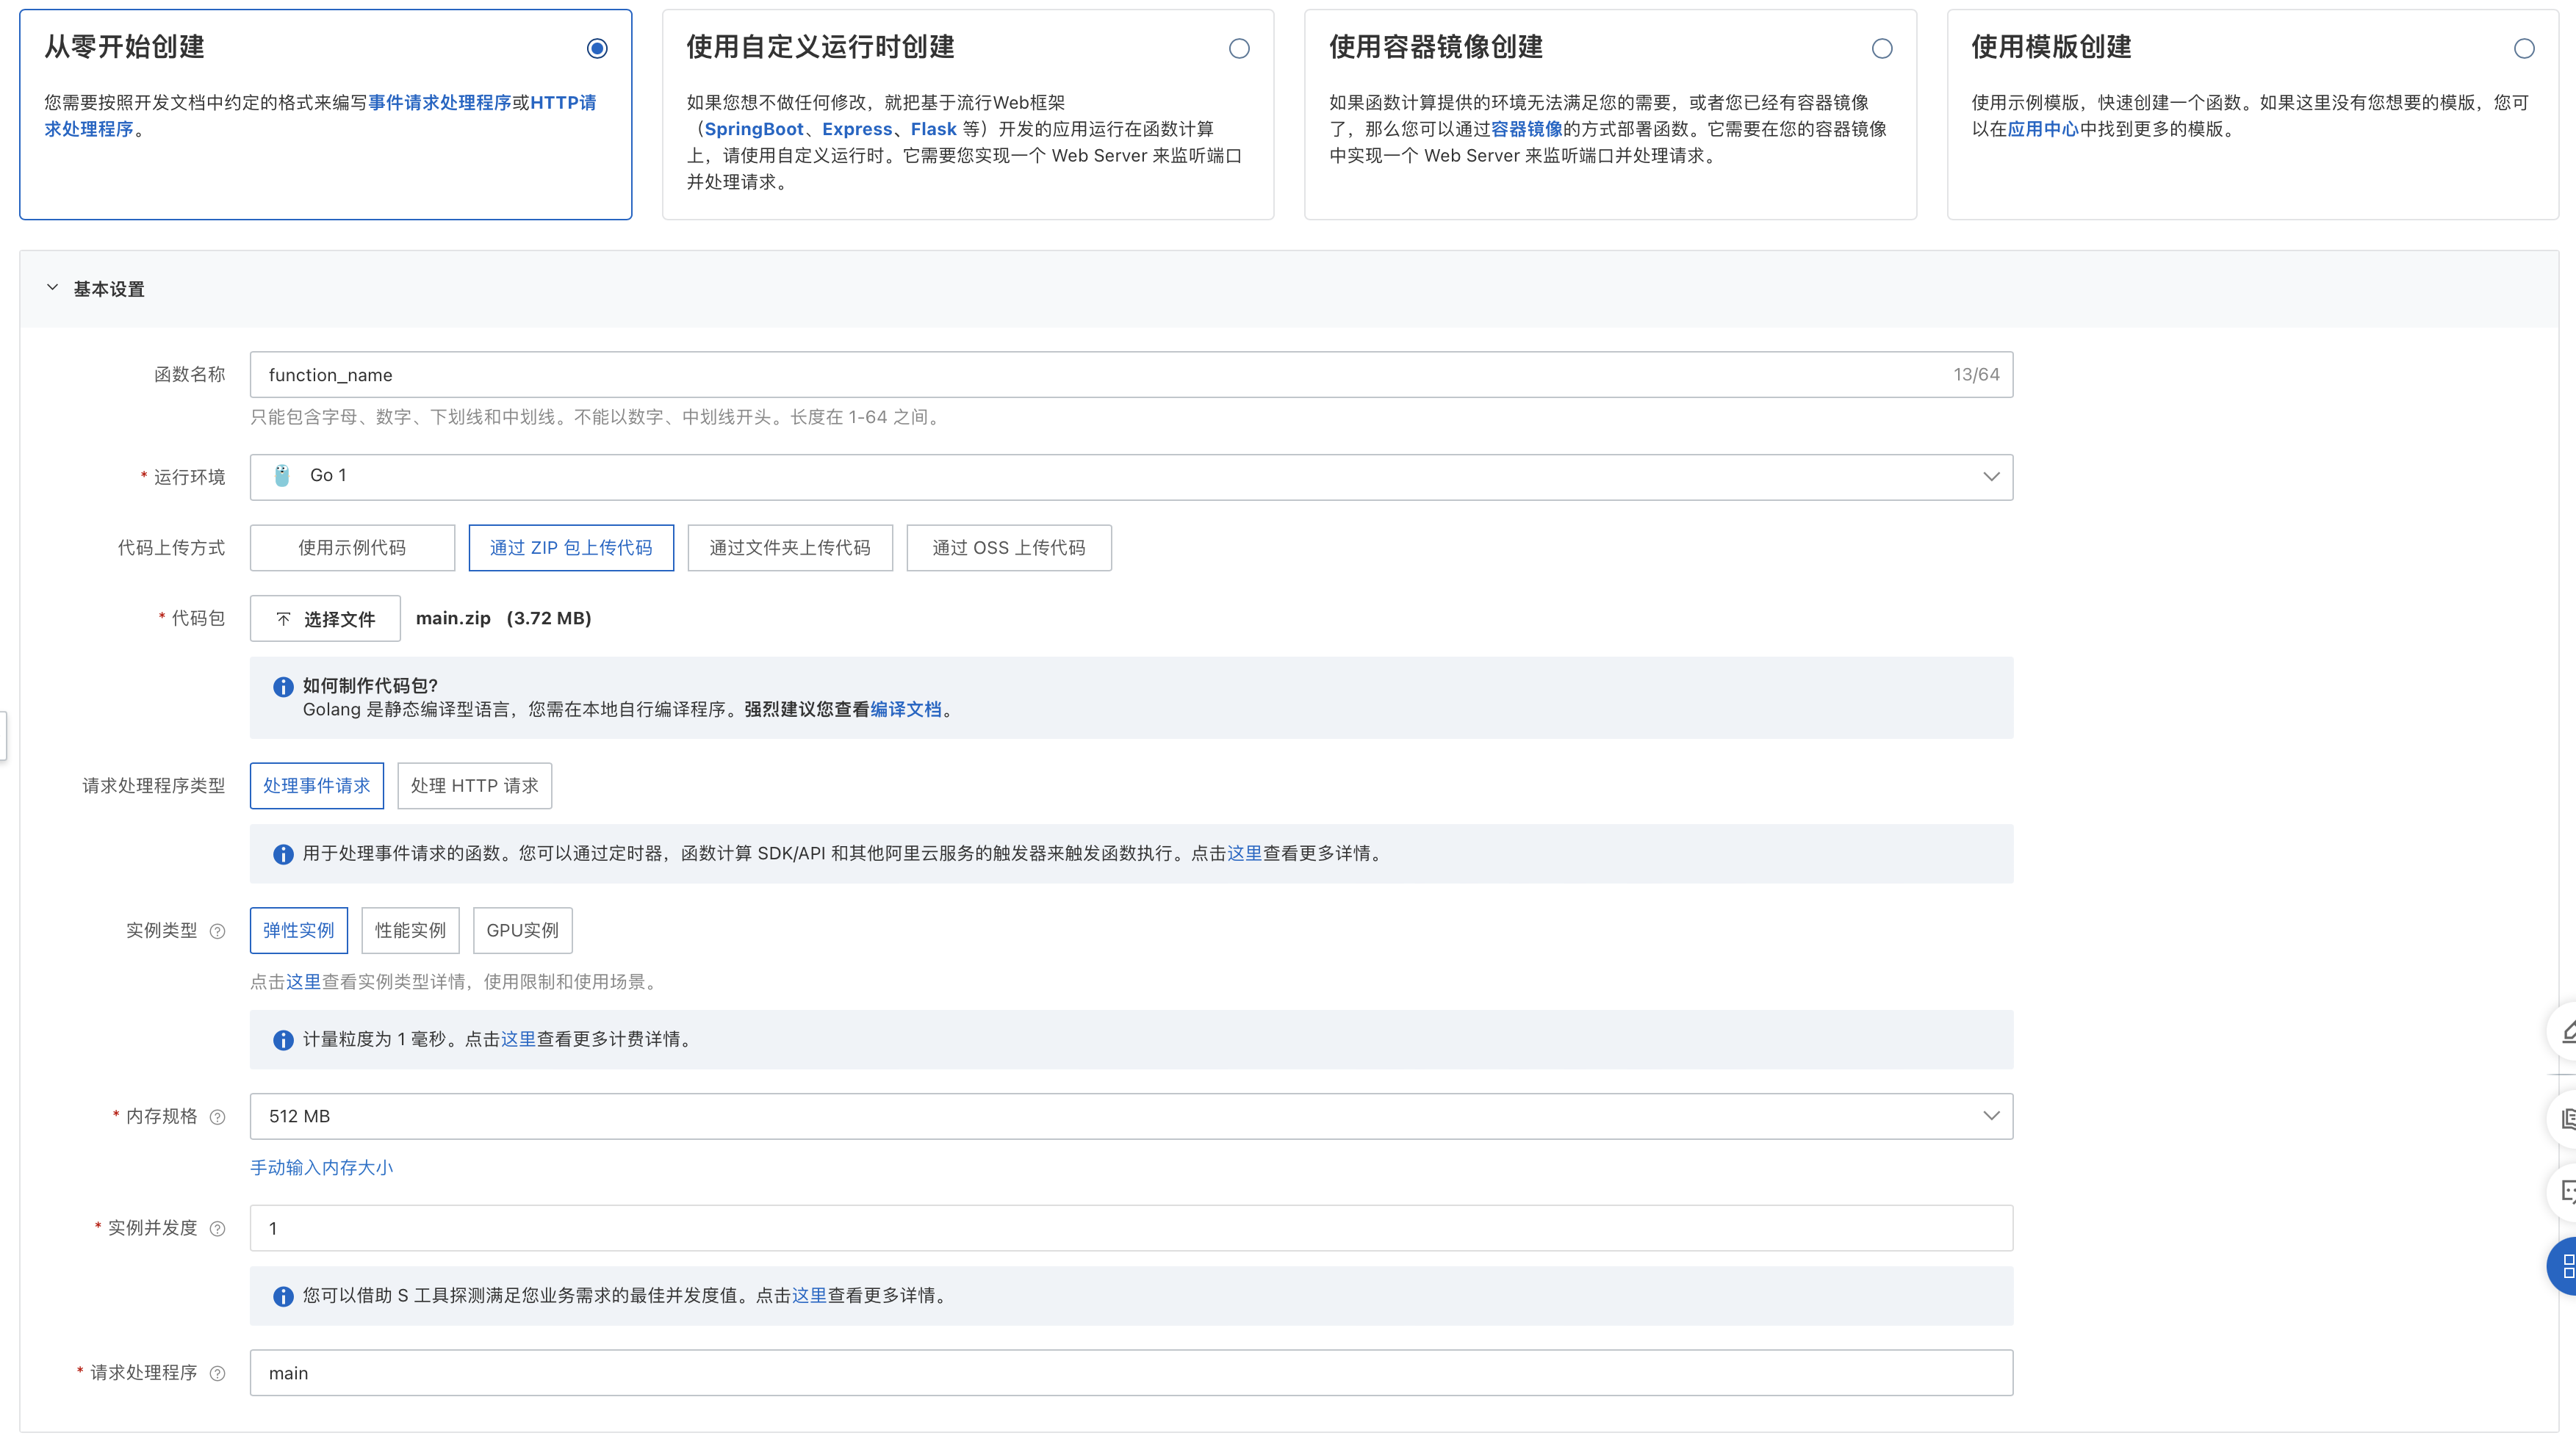 从零开始创建
您需要按照开发文档中约定的格式来编写事件请求处理程序或HTTP请
求处理程序。
使用自定义运行时创建
如果您想不做任何修改，就把基于流行Web框架
（SpringBoot、Express、Flask 等）开发的应用运行在函数计算
上，请使用自定义运行时。它需要您实现一个 Web Server 来监听端口
并处理请求。
使用容器镜像创建
如果函数计算提供的环境无法满足您的需要，或者您已经有容器镜像
了，那么您可以通过容器镜像的方式部署函数。它需要在您的容器镜像
中实现一个 Web Server 来监听端口并处理请求。
使用模版创建
使用示例模版，快速创建一个函数。如果这里没有您想要的模版，您可
以在应用中心中找到更多的模版。
基本设置
函数名称 function_name 13/64
只能包含字母、数字、下划线和中划线。不能以数字、中划线开头。长度在 1-64 之间。
* 运行环境 Go 1
代码上传方式 使用示例代码 通过 ZIP 包上传代码 通过文件夹上传代码 通过 OSS 上传代码
* 代码包 选择文件 main.zip (3.72 MB)
如何制作代码包?
Golang 是静态编译型语言，您需在本地自行编译程序。强烈建议您查看编译文档。
请求处理程序类型 处理事件请求 处理 HTTP 请求
用于处理事件请求的函数。您可以通过定时器，函数计算 SDK/API 和其他阿里云服务的触发器来触发函数执行。点击这里查看更多详情。
实例类型 弹性实例 性能实例 GPU实例
点击这里查看实例类型详情，使用限制和使用场景。
计量粒度为 1 毫秒。点击这里查看更多计费详情。
* 内存规格 512 MB
手动输入内存大小
* 实例并发度 1
您可以借助 S 工具探测满足您业务需求的最佳并发度值。点击这里查看更多详情。
* 请求处理程序 main